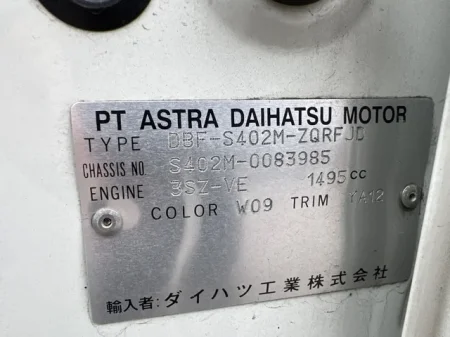 PT ASTRA DAIHATSU MOTOR
TYPE DBF-S402M-ZQRFJD
CHASSIS NO S402M-0083985
ENGINE 3SZ-VE 1495cc
COLOR W09 TRIM FA12
輸入者: ダイハツ工業株式会社